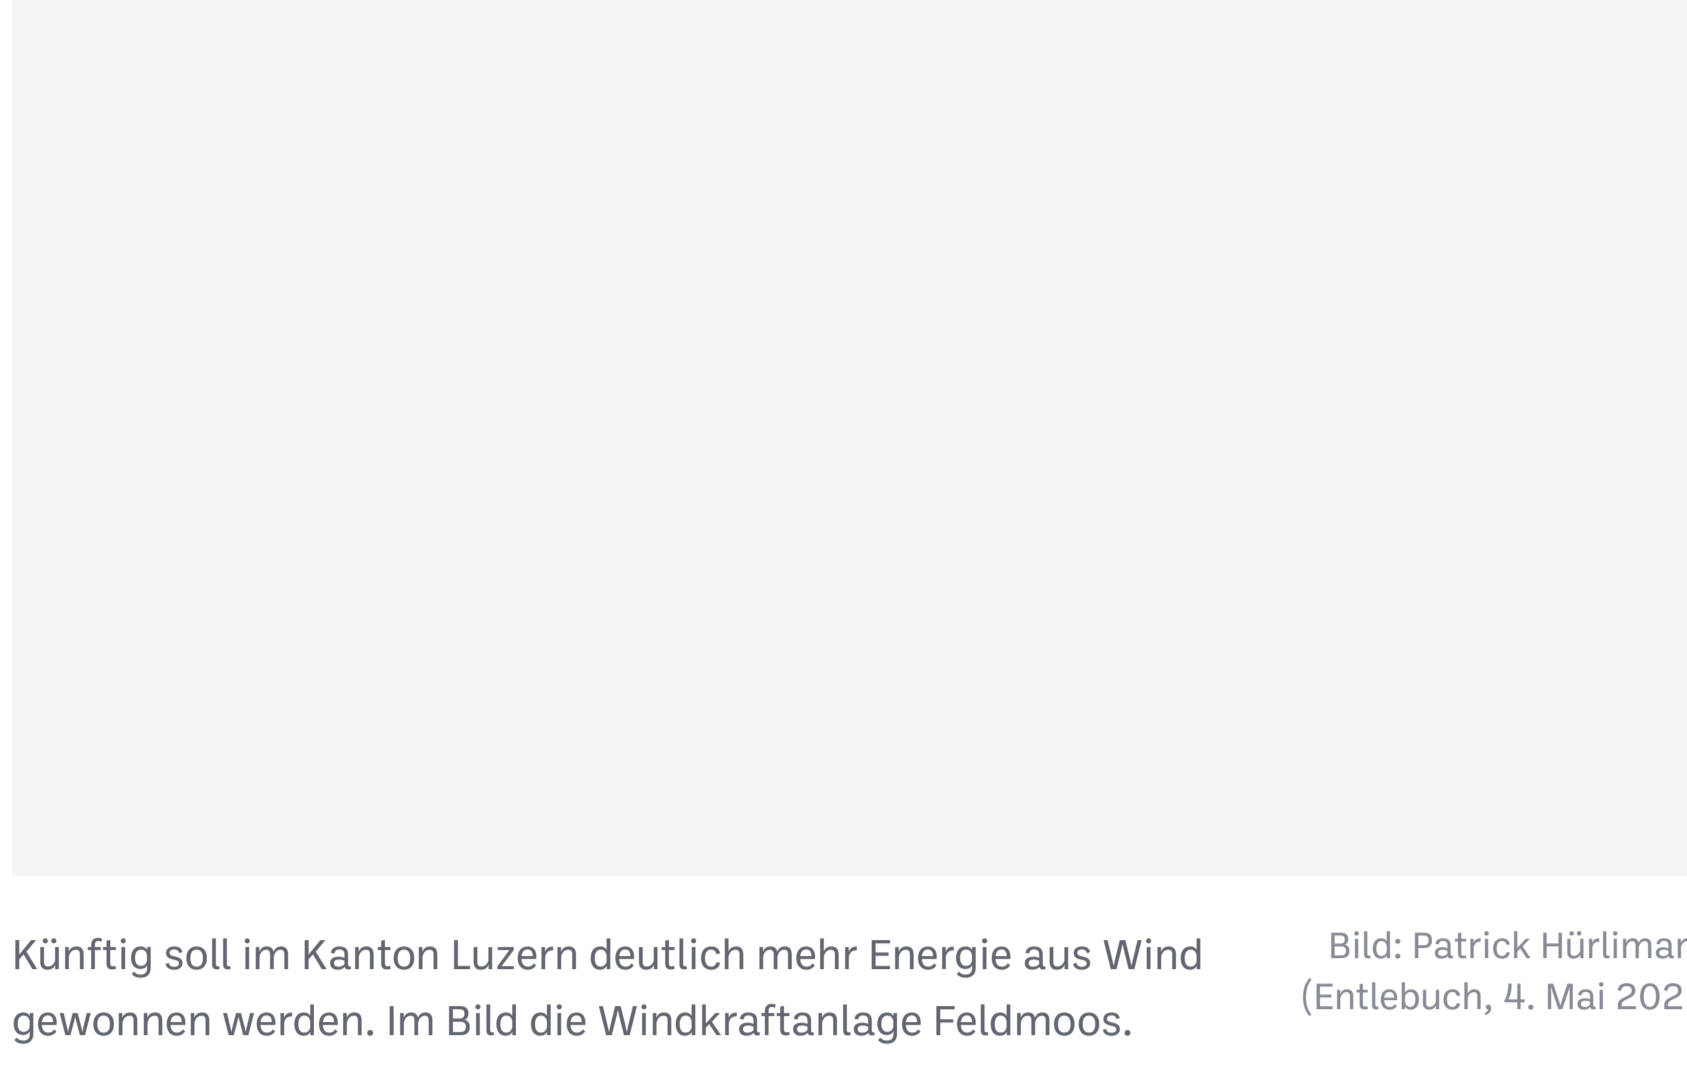 Künftig soll im Kanton Luzern deutlich mehr Energie aus Wind
gewonnen werden. Im Bild die Windkraftanlage Feldmoos.
Bild: Patrick
(Entlebuch, 4. Mai